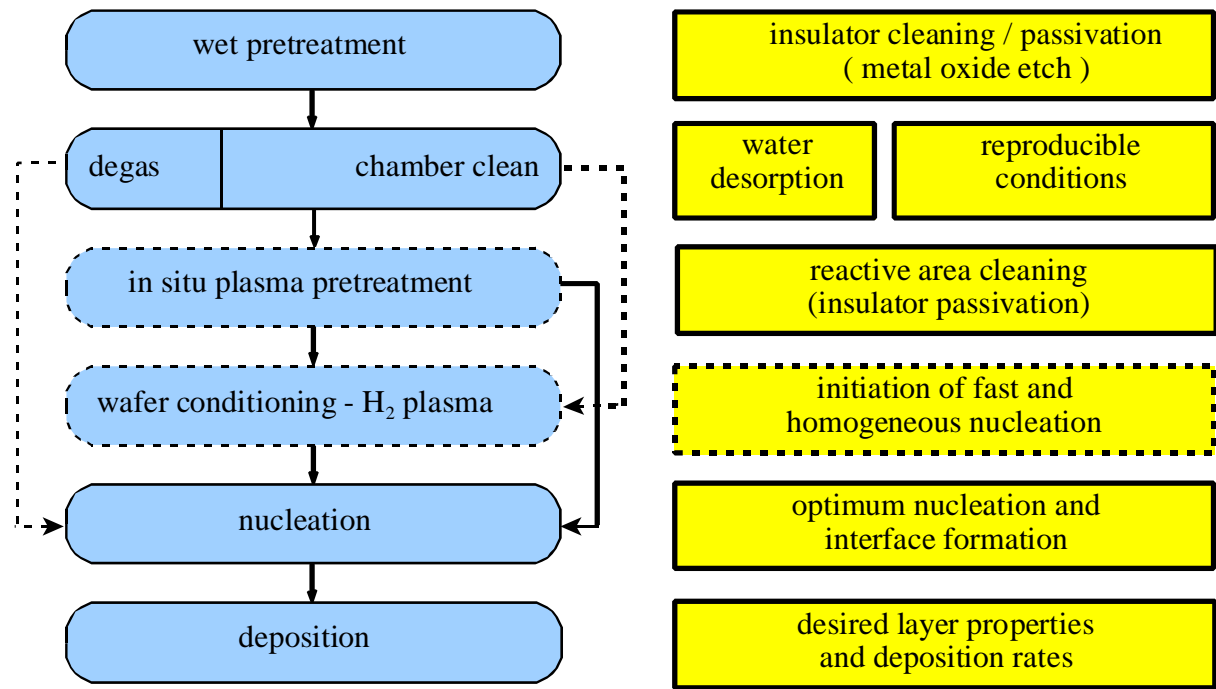 wet pretreatment
insulator cleaning / passivation
( metal oxide etch )
degas
chamber clean
water
desorption
reproducible
conditions
in situ plasma pretreatment
reactive area cleaning
(insulator passivation)
wafer conditioning - H₂ plasma
initiation of fast and
homogeneous nucleation
nucleation
optimum nucleation and
interface formation
deposition
desired layer properties
and deposition rates